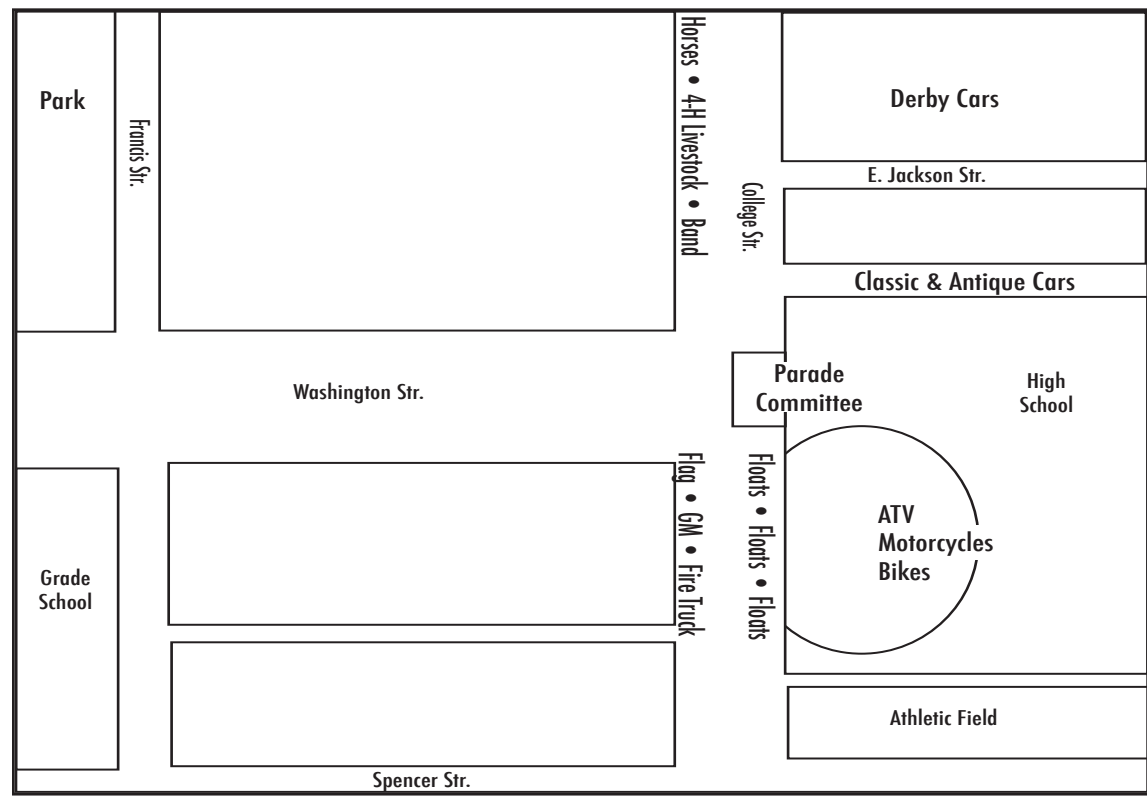 Park
Francis Str.
Horses • 4-H Livestock • Band
College Str.
Derby Cars
E. Jackson Str.
Classic & Antique Cars
Washington Str.
Parade
Committee
High
School
Flag • GM • Fire Truck
Floats • Floats • Floats
ATV
Motorcycles
Bikes
Grade
School
Athletic Field
Spencer Str.